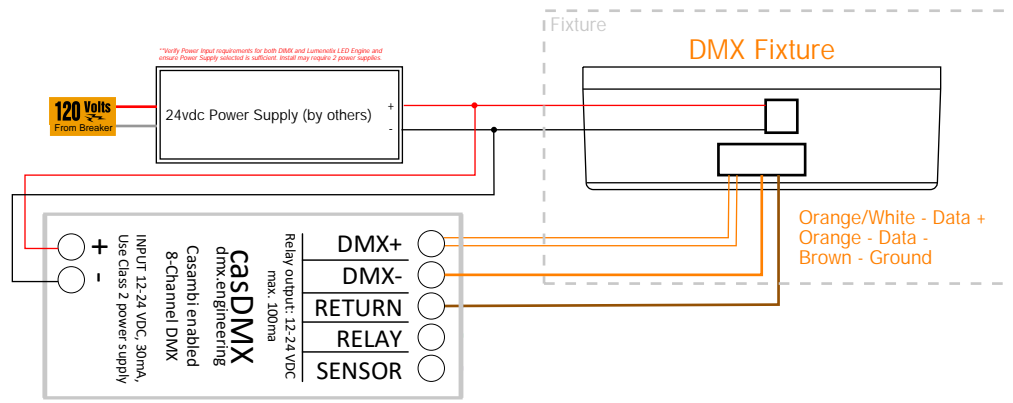 Fixture
DMX Fixture
**Verify Power Input requirements for both DMX and Lumenetix LED Engine and
ensure Power Supply selected is sufficient. Install may require 2 power supplies.
120 Volts
From Breaker
24vdc Power Supply (by others)
+
-
Orange/White - Data +
Orange - Data -
Brown - Ground
+
-
INPUT 12-24 VDC, 30mA,
Use Class 2 power supply
Casambi enabled
8-Channel DMX
casDMX
dmx.engineering
Relay output: 12-24 VDC
max. 100ma
DMX+
DMX-
RETURN
RELAY
SENSOR